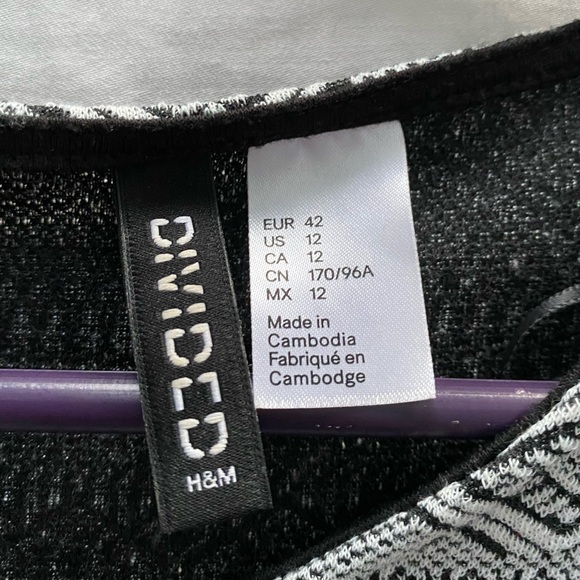 DIVIDED
H&M
EUR 42
US 12
CA 12
CN 170/96A
MX 12
Made in
Cambodia
Fabriqué en
Cambodge